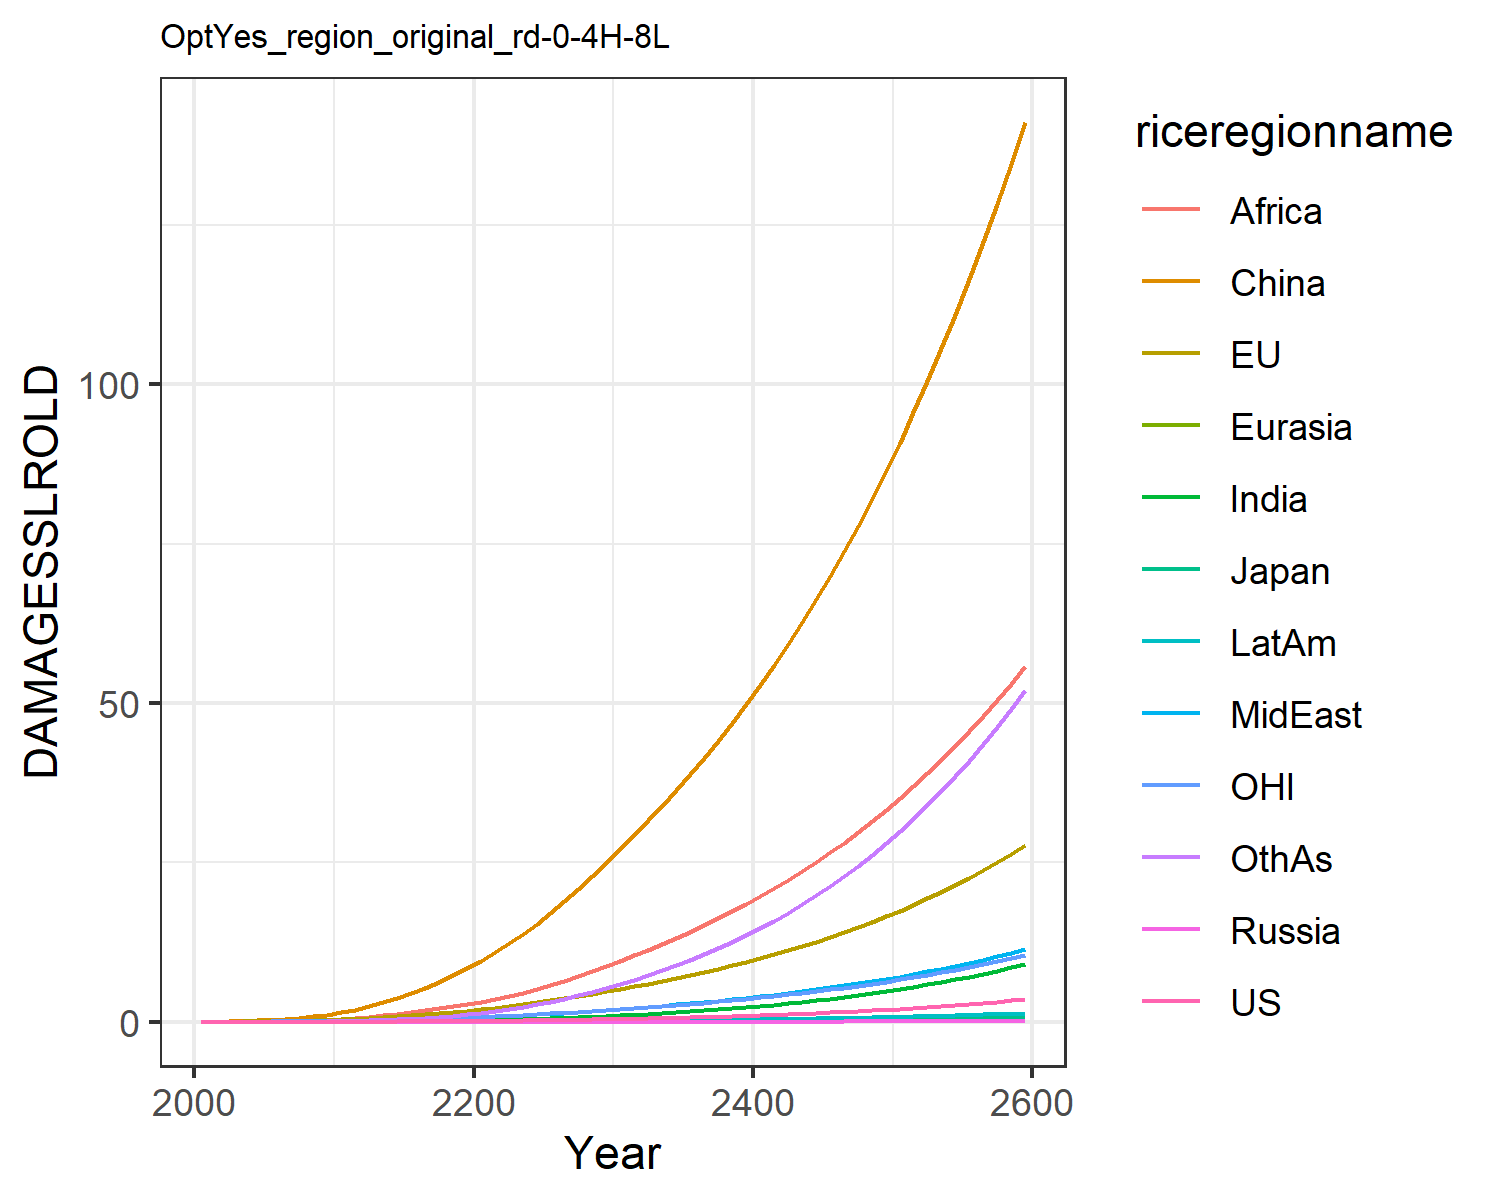 OptYes_region_original_rd-0-4H-8L
DAMAGESSLROLD
100
50
0
2000
2200
2400
2600
Year
riceregionname
Africa
China
EU
Eurasia
India
Japan
LatAm
MidEast
OHI
OthAs
Russia
US